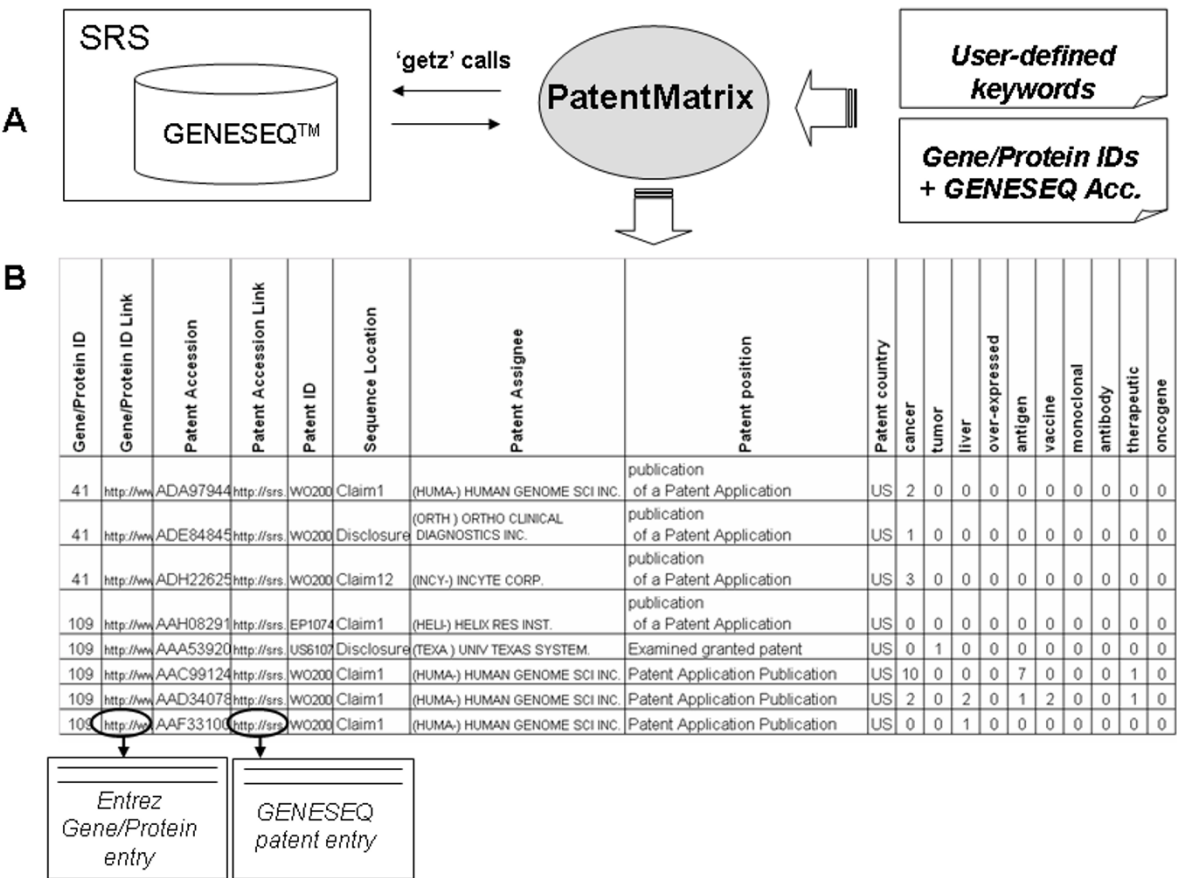 A
SRS
GENESEQ™
'getz' calls
PatentMatrix
User-defined
keywords
Gene/Protein IDs
+ GENESEQ Acc.
B
Gene/Protein ID	Gene/Protein ID Link	Patent Accession	Patent Accession Link	Patent ID	Sequence Location	Patent Assignee	Patent position	Patent country	cancer	tumor	liver	over-expressed	antigen	vaccine	monoclonal	antibody	therapeutic	oncogene
41 http://ww ADA97944 http://srs. WO200 Claim1 (HUMA-) HUMAN GENOME SCI INC. publication
of a Patent Application US 2 0 0 0 0 0 0 0 0 0
41 http://ww ADE84845 http://srs. WO200 Disclosure (ORTH ) ORTHO CLINICAL
DIAGNOSTICS INC. publication
of a Patent Application US 1 0 0 0 0 0 0 0 0 0
41 http://ww ADH22625 http://srs. WO200 Claim12 (INCY-) INCYTE CORP. publication
of a Patent Application US 3 0 0 0 0 0 0 0 0 0
109 http://ww AAH08291 http://srs. EP1074 Claim1 (HELI-) HELIX RES INST. publication
of a Patent Application US 0 0 0 0 0 0 0 0 0 0
109 http://ww AAA53920 http://srs. US6107 Disclosure (TEXA ) UNIV TEXAS SYSTEM. Examined granted patent US 0 1 0 0 0 0 0 0 0 0
109 http://ww AAC99124 http://srs. WO200 Claim1 (HUMA-) HUMAN GENOME SCI INC. Patent Application Publication US 10 0 0 0 7 0 0 0 1 0
109 http://ww AAD34078 http://srs. WO200 Claim1 (HUMA-) HUMAN GENOME SCI INC. Patent Application Publication US 2 0 2 0 1 2 0 0 1 0
109 http://ww AAF33100 http://srs. WO200 Claim1 (HUMA-) HUMAN GENOME SCI INC. Patent Application Publication US 0 0 1 0 0 0 0 0 0 0
Entrez
Gene/Protein
entry
GENESEQ
patent entry